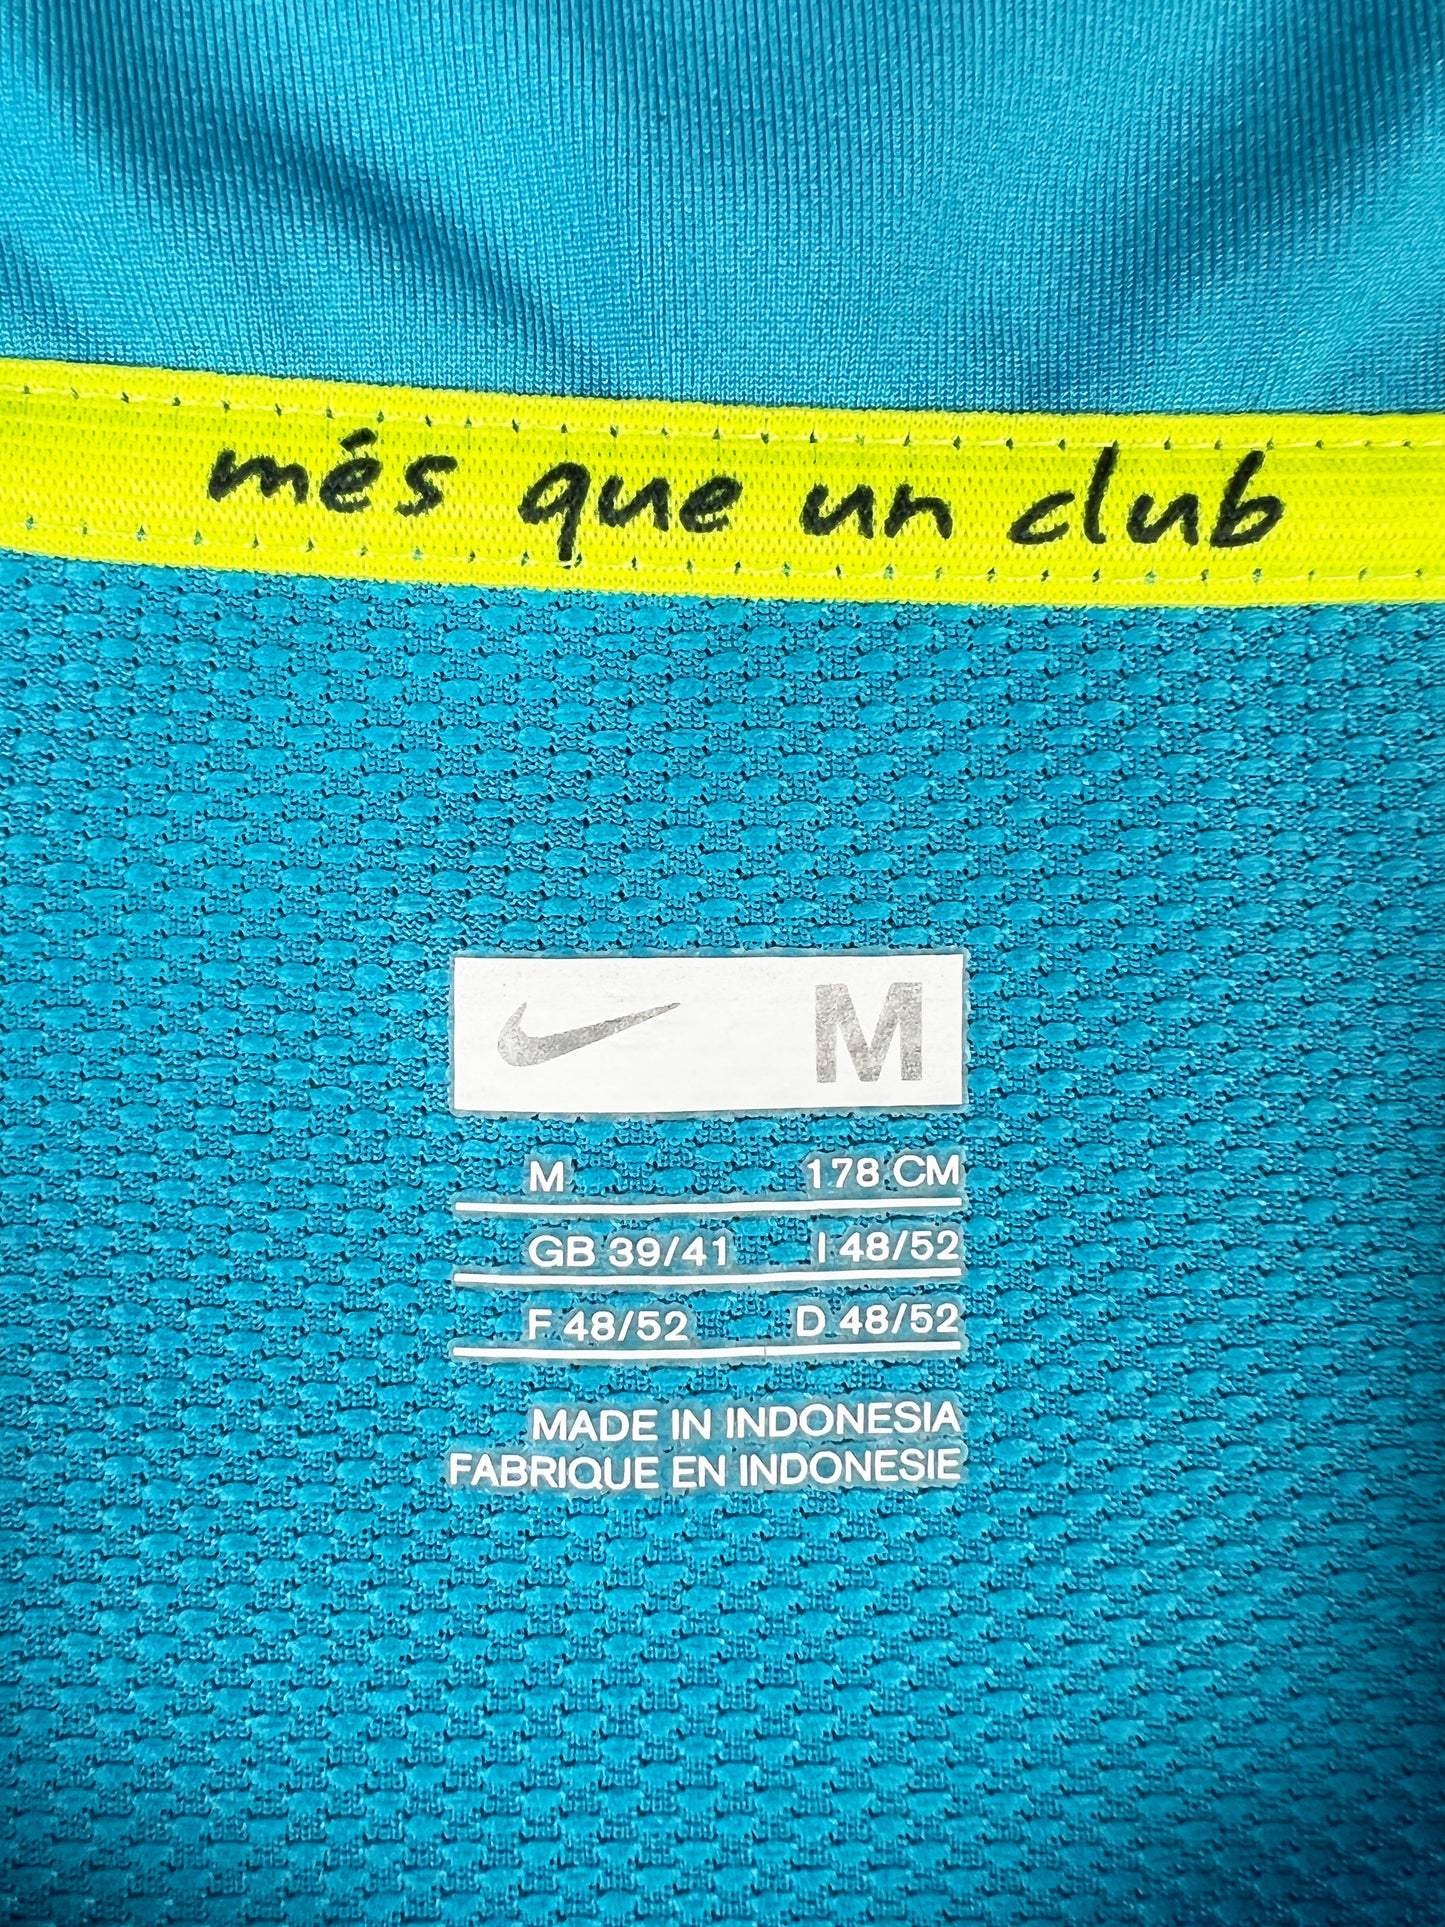 més que un club
M
M 178 CM
GB 39/41 I 48/52
F 48/52 D 48/52
MADE IN INDONESIA
FABRIQUE EN INDONESIE